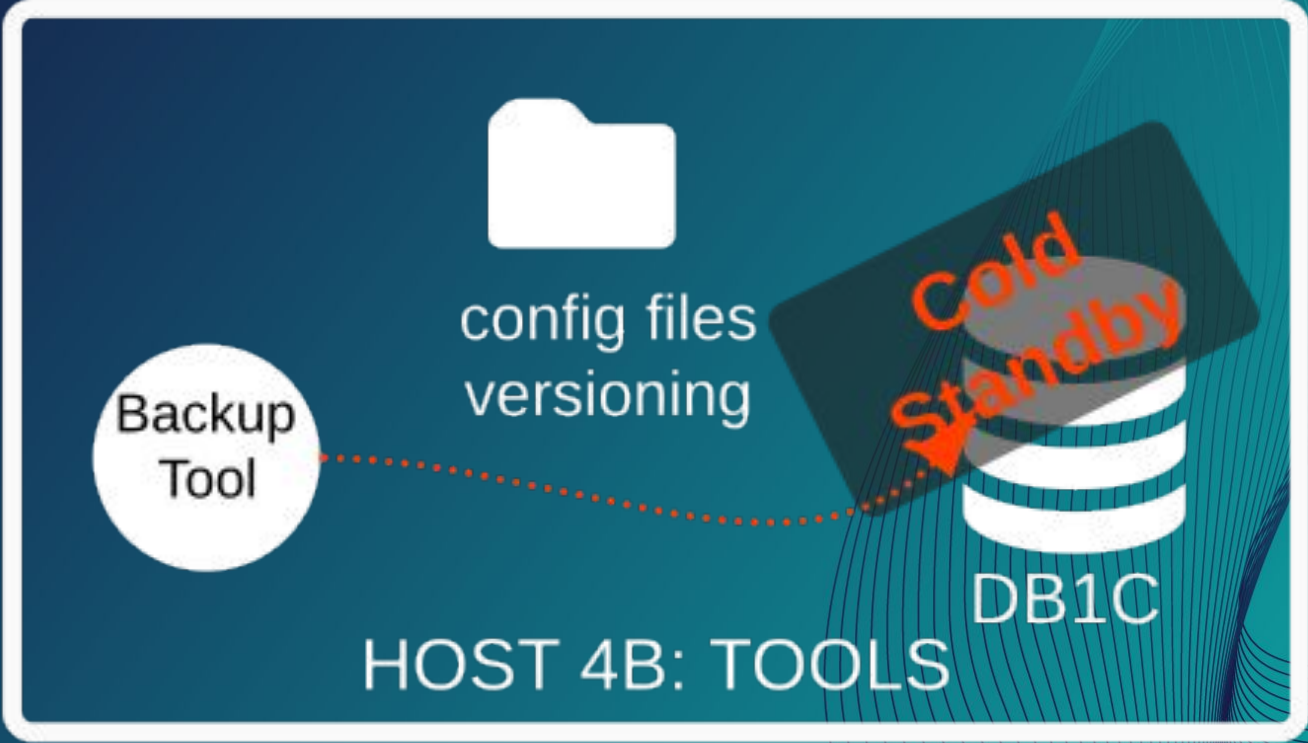 config files
versioning
Cold
Standby
Backup
Tool
DB1C
HOST 4B: TOOLS